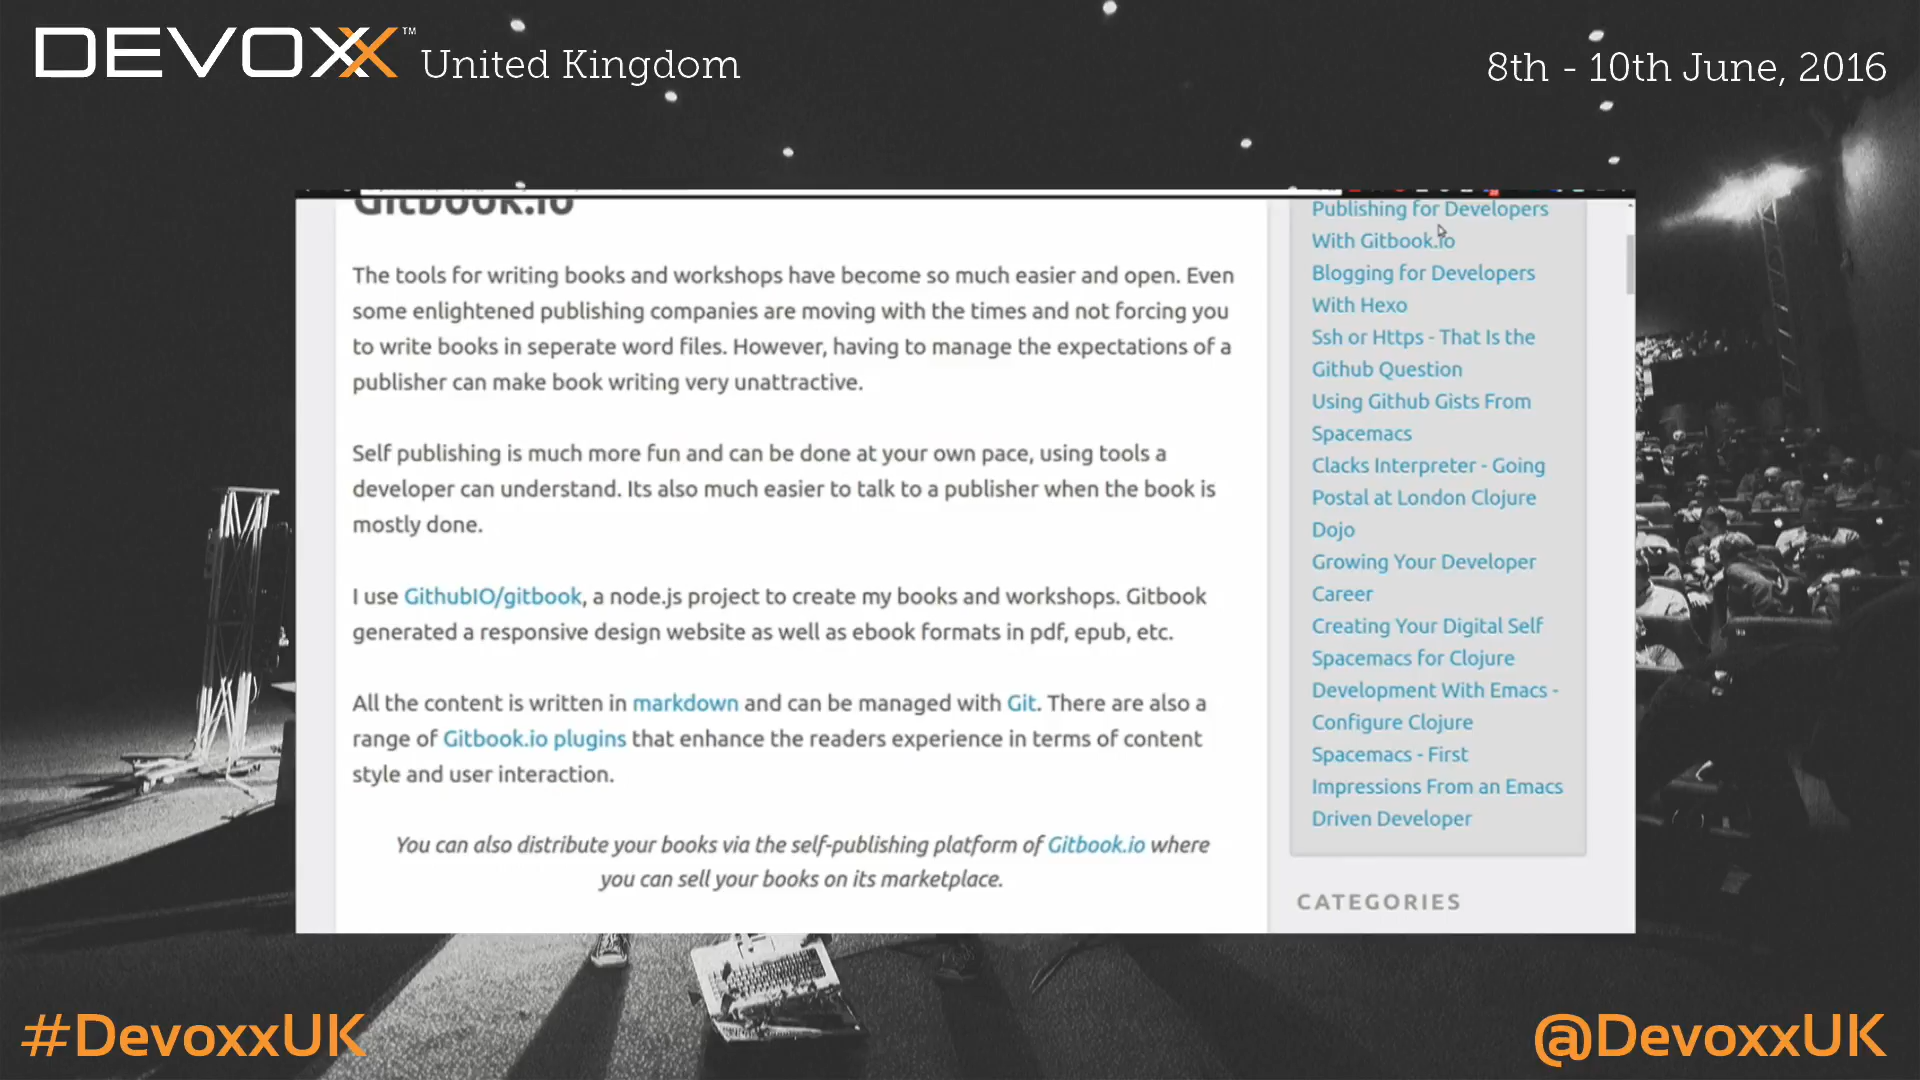 DEVOXX™ United Kingdom
8th - 10th June, 2016
Gitbook.io
The tools for writing books and workshops have become so much easier and open. Even
some enlightened publishing companies are moving with the times and not forcing you
to write books in seperate word files. However, having to manage the expectations of a
publisher can make book writing very unattractive.
Self publishing is much more fun and can be done at your own pace, using tools a
developer can understand. Its also much easier to talk to a publisher when the book is
mostly done.
I use GithubIO/gitbook, a node.js project to create my books and workshops. Gitbook
generated a responsive design website as well as ebook formats in pdf, epub, etc.
All the content is written in markdown and can be managed with Git. There are also a
range of Gitbook.io plugins that enhance the readers experience in terms of content
style and user interaction.
You can also distribute your books via the self-publishing platform of Gitbook.io where
you can sell your books on its marketplace.
Publishing for Developers
With Gitbook.io
Blogging for Developers
With Hexo
Ssh or Https - That Is the
Github Question
Using Github Gists From
Spacemacs
Clacks Interpreter - Going
Postal at London Clojure
Dojo
Growing Your Developer
Career
Creating Your Digital Self
Spacemacs for Clojure
Development With Emacs -
Configure Clojure
Spacemacs - First
Impressions From an Emacs
Driven Developer
CATEGORIES
#DevoxxUK
@DevoxxUK